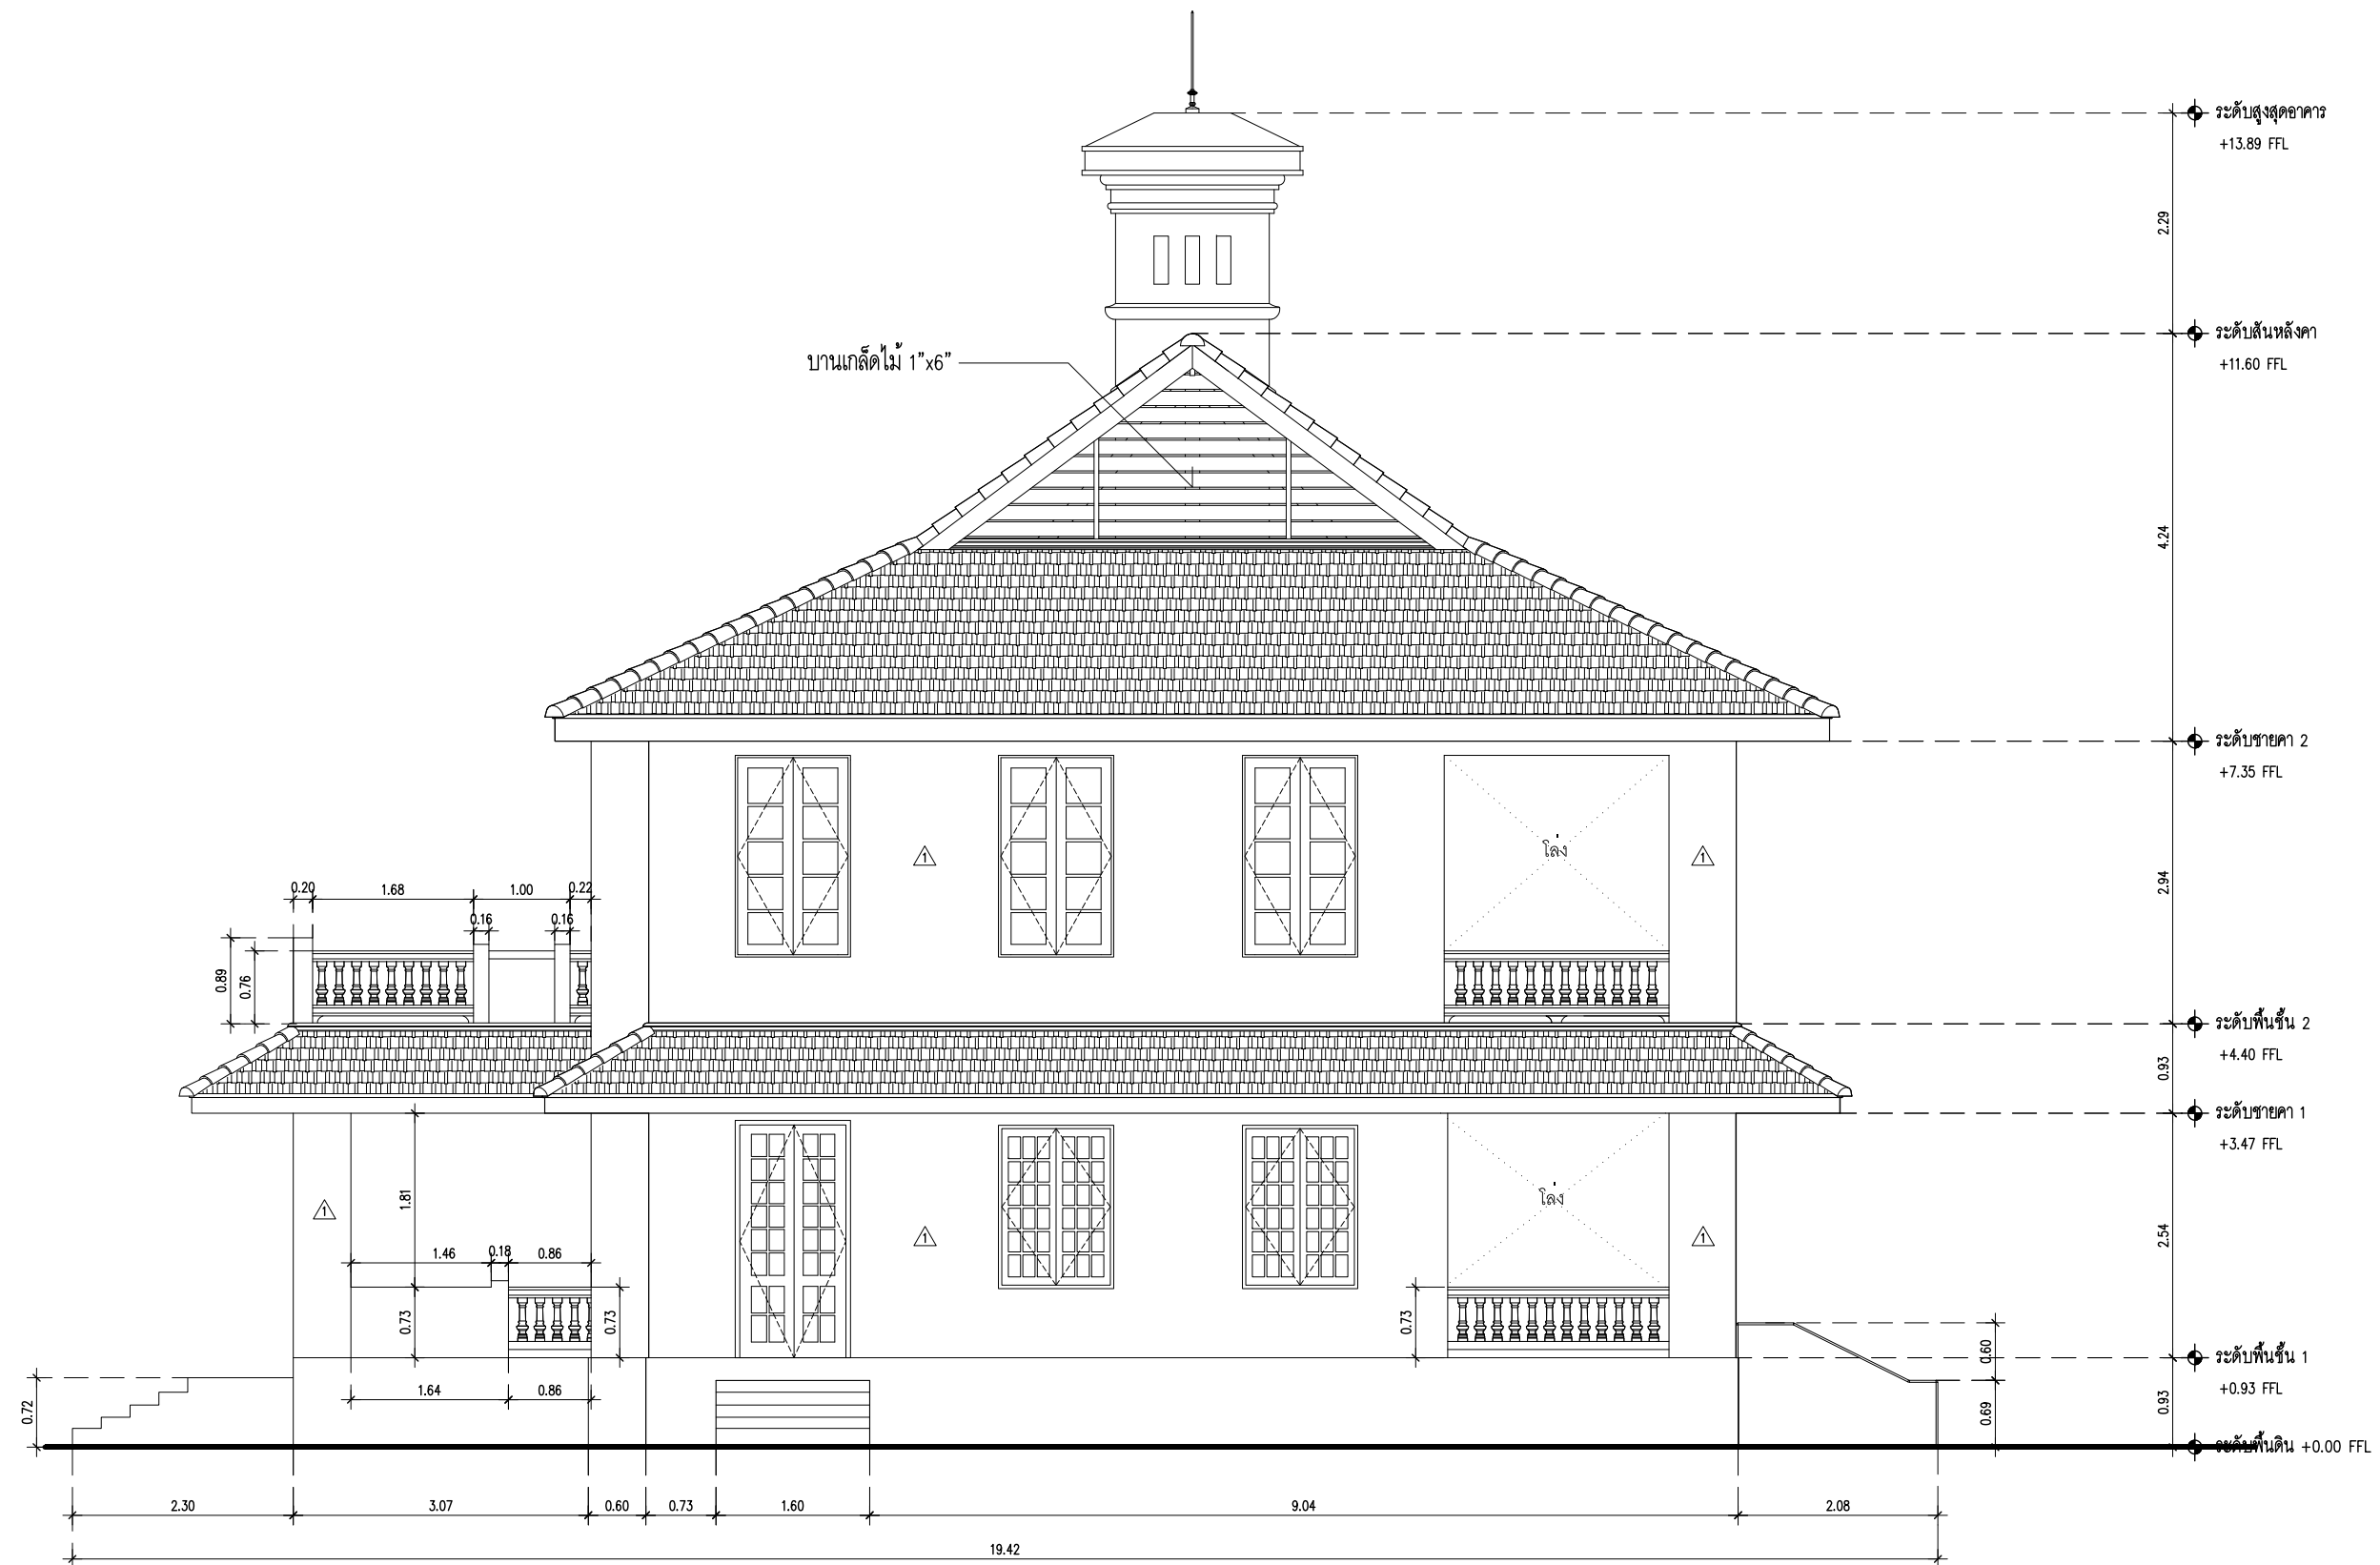 ระดับสูงสุดอาคาร
+13.89 FFL
2.29
ระดับสันหลังคา
+11.60 FFL
บานเกล็ดไม้ 1"x6"
4.24
ระดับชายคา 2
+7.35 FFL
โล่ง
1
1
2.94
0.20
1.68
1.00
0.22
0.16
0.16
0.89
0.76
ระดับพื้นชั้น 2
+4.40 FFL
0.93
ระดับชายคา 1
+3.47 FFL
1.81
โล่ง
1
1
1
2.54
1.46
0.18
0.86
0.73
0.73
0.73
0.60
ระดับพื้นชั้น 1
+0.93 FFL
1.64
0.86
0.72
0.69
0.93
ระดับพื้นดิน +0.00 FFL
2.30
3.07
0.60
0.73
1.60
9.04
2.08
19.42